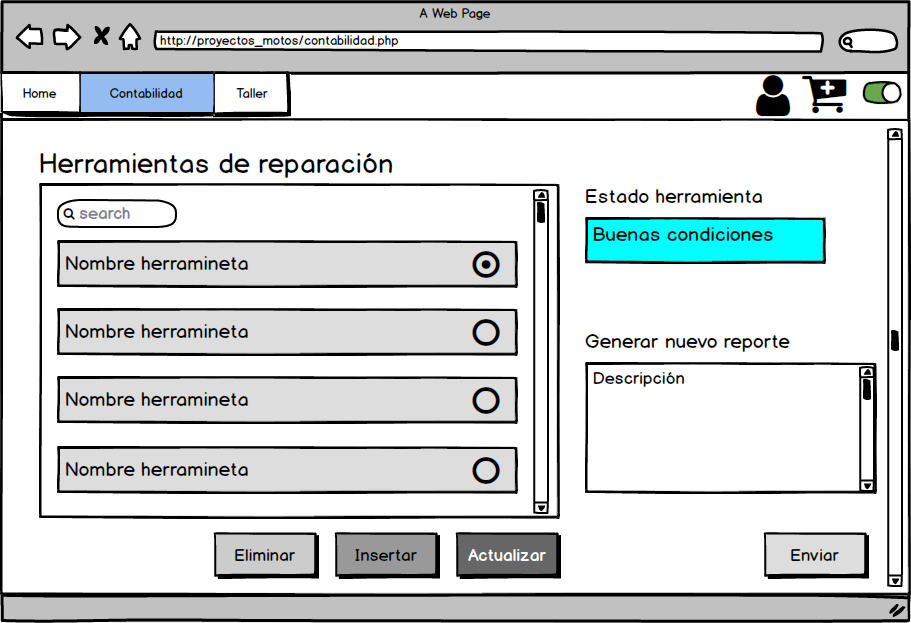 A Web Page
http://proyectos_motos/contabilidad.php
Home
Contabilidad
Taller
Herramientas de reparación
search
Nombre herramineta
Nombre herramineta
Nombre herramineta
Nombre herramineta
Estado herramienta
Buenas condiciones
Generar nuevo reporte
Descripción
Eliminar
Insertar
Actualizar
Enviar